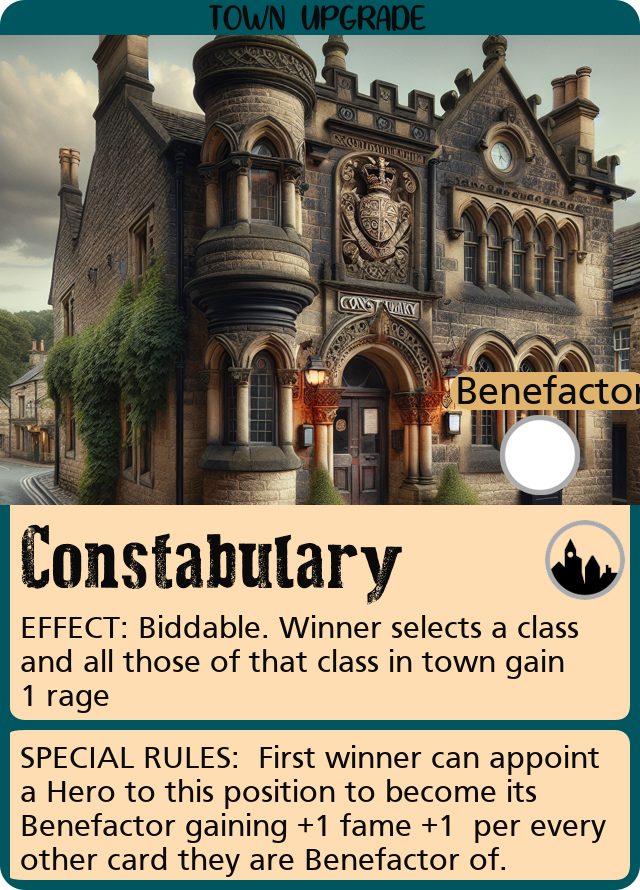 TOWN UPGRADE
CONSTABULARY
Benefactor
Constabulary
EFFECT: Biddable. Winner selects a class
and all those of that class in town gain
1 rage
SPECIAL RULES:  First winner can appoint
a Hero to this position to become its
Benefactor gaining +1 fame +1  per every
other card they are Benefactor of.